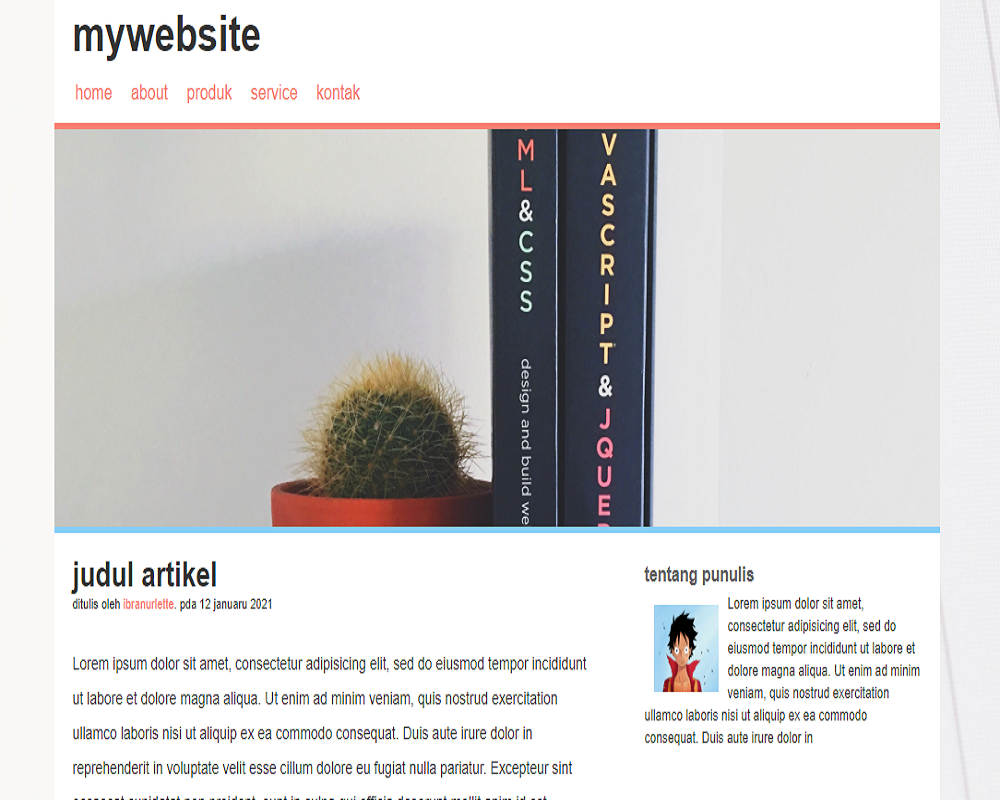 mywebsite
home about produk service kontak
ML&CSS
design and build we
VASCRIPT&JQUE
judul artikel
ditulis oleh ibranurlette. pda 12 januaru 2021
Lorem ipsum dolor sit amet, consectetur adipisicing elit, sed do eiusmod tempor incididunt
ut labore et dolore magna aliqua. Ut enim ad minim veniam, quis nostrud exercitation
ullamco laboris nisi ut aliquip ex ea commodo consequat. Duis aute irure dolor in
reprehenderit in voluptate velit esse cillum dolore eu fugiat nulla pariatur. Excepteur sint
tentang punulis
Lorem ipsum dolor sit amet,
consectetur adipisicing elit, sed do
eiusmod tempor incididunt ut labore et
dolore magna aliqua. Ut enim ad minim
veniam, quis nostrud exercitation
ullamco laboris nisi ut aliquip ex ea commodo
consequat. Duis aute irure dolor in